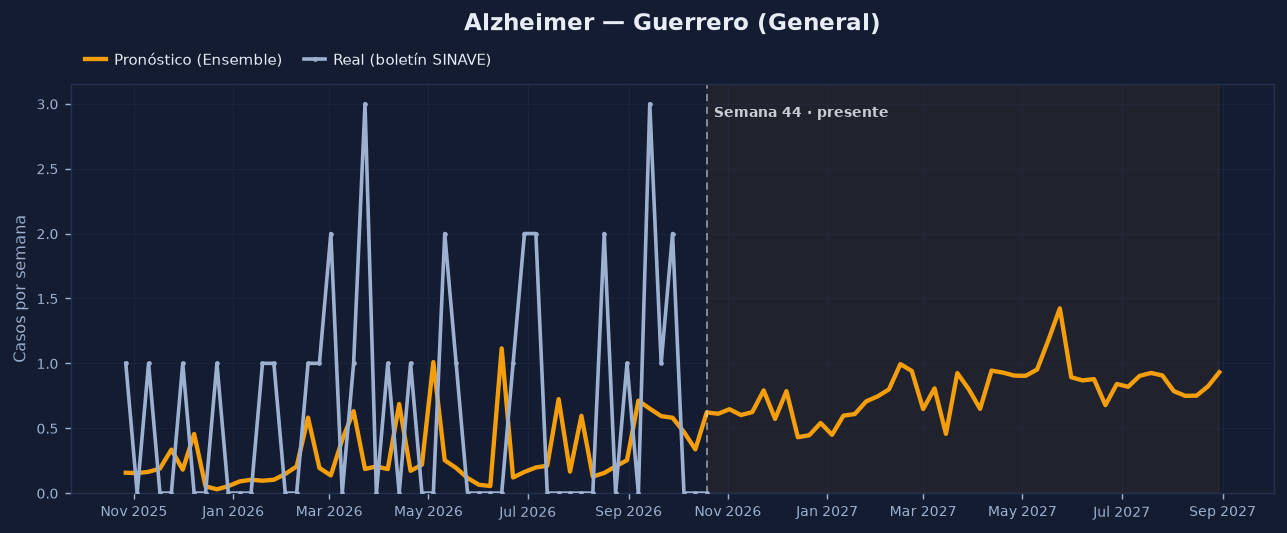 Alzheimer — Guerrero (General)
Pronóstico (Ensemble)
Real (boletín SINAVE)
Semana 44 · presente
Casos por semana
3.0
2.5
2.0
1.5
1.0
0.5
0.0
Nov 2025
Jan 2026
Mar 2026
May 2026
Jul 2026
Sep 2026
Nov 2026
Jan 2027
Mar 2027
May 2027
Jul 2027
Sep 2027